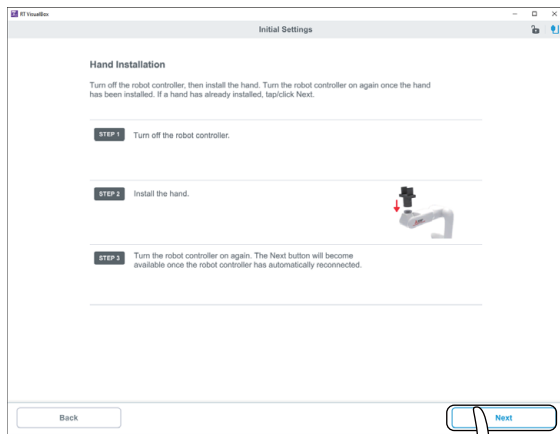 RT VisualBox
Initial Settings
Hand Installation
Turn off the robot controller, then install the hand. Turn the robot controller on again once the hand
has been installed. If a hand has already installed, tap/click Next.
STEP 1 Turn off the robot controller.
STEP 2 Install the hand.
STEP 3 Turn the robot controller on again. The Next button will become
available once the robot controller has automatically reconnected.
Back Next